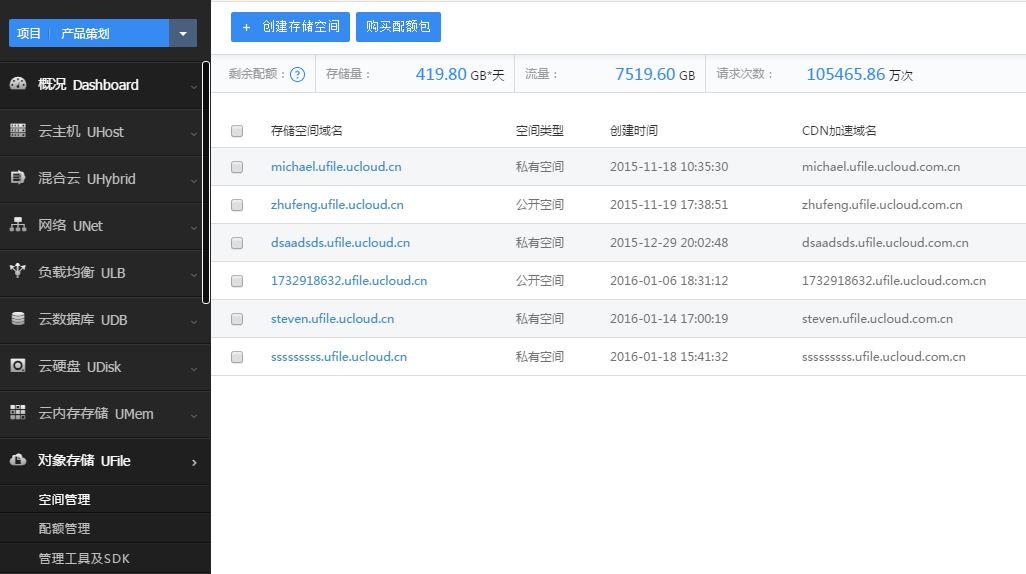 项目 产品策划
概况 Dashboard
云主机 UHost
混合云 UHybrid
网络 UNet
负载均衡 ULB
云数据库 UDB
云硬盘 UDisk
云内存存储 UMem
对象存储 UFile
空间管理
配额管理
管理工具及SDK
+ 创建存储空间 购买配额包
剩余配额： ? 存储量： 419.80 GB*天 流量： 7519.60 GB 请求次数： 105465.86 万次
存储空间域名 空间类型 创建时间 CDN加速域名
michael.ufile.ucloud.cn 私有空间 2015-11-18 10:35:30 michael.ufile.ucloud.com.cn
zhufeng.ufile.ucloud.cn 公开空间 2015-11-19 17:38:51 zhufeng.ufile.ucloud.com.cn
dsaadsds.ufile.ucloud.cn 私有空间 2015-12-29 20:02:48 dsaadsds.ufile.ucloud.com.cn
1732918632.ufile.ucloud.cn 公开空间 2016-01-06 18:31:12 1732918632.ufile.ucloud.com.cn
steven.ufile.ucloud.cn 私有空间 2016-01-14 17:00:19 steven.ufile.ucloud.com.cn
sssssssss.ufile.ucloud.cn 私有空间 2016-01-18 15:41:32 sssssssss.ufile.ucloud.com.cn